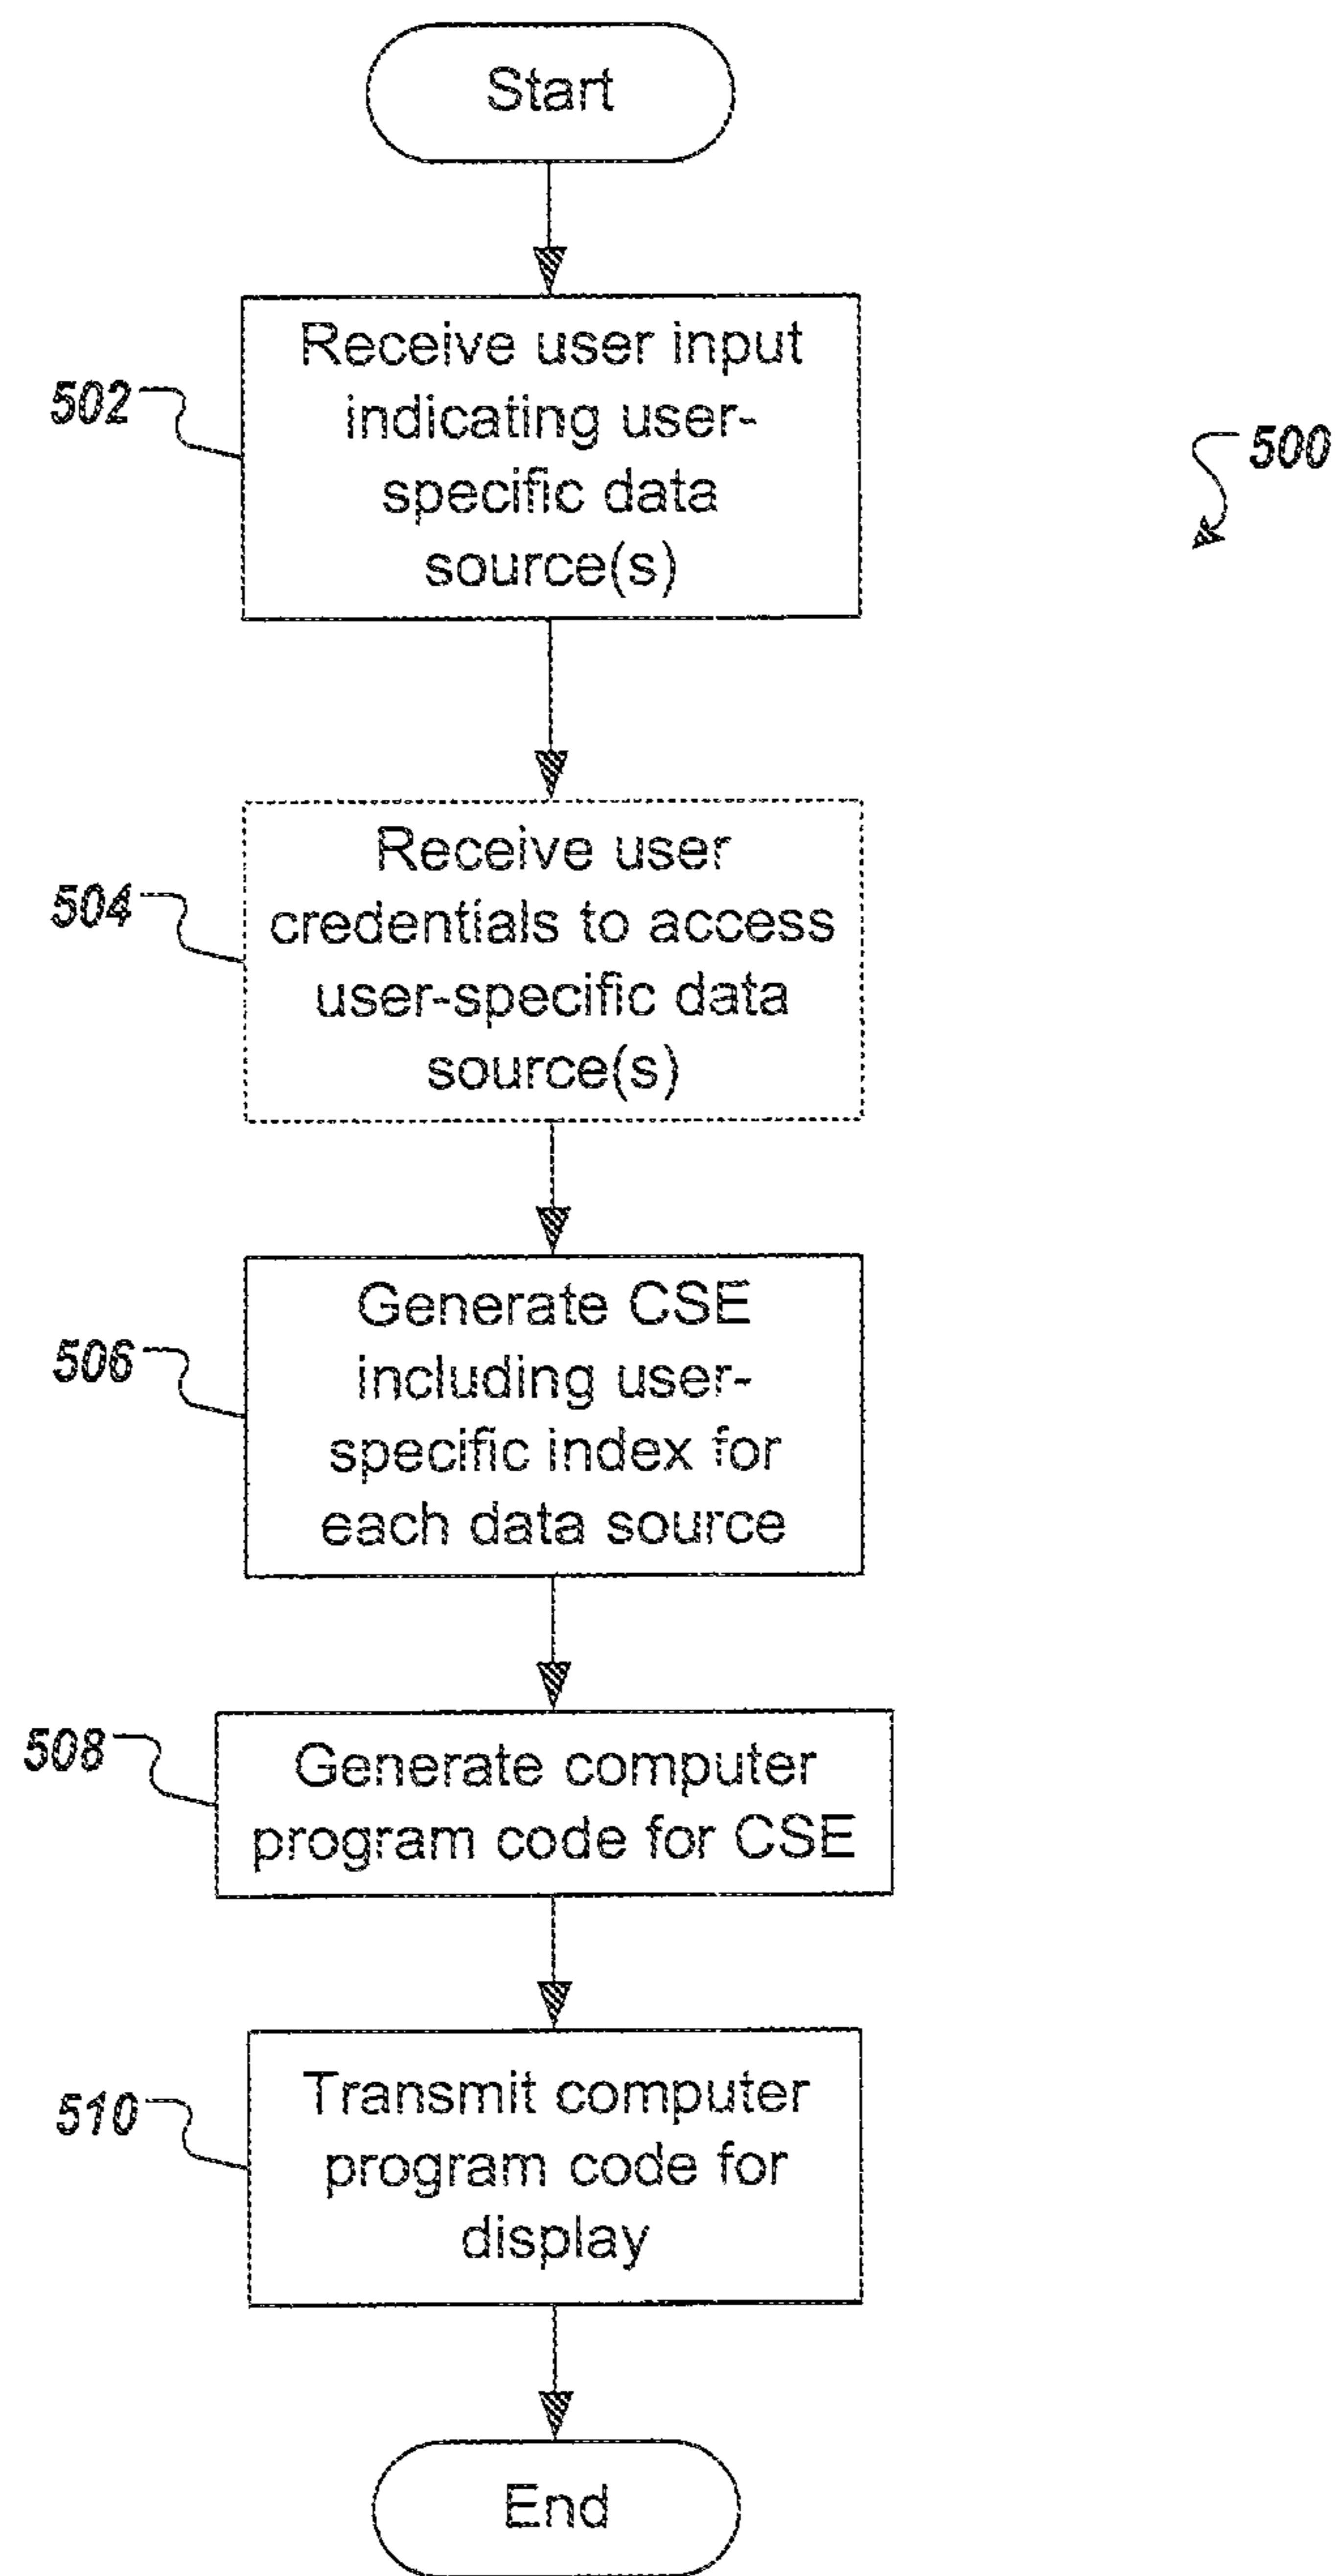 Start
Receive user input
indicating user-
specific data
source(s)
502
500
Receive user
credentials to access
user-specific data
source(s)
504
Generate CSE
including user-
specific index for
each data source
506
Generate computer
program code for CSE
508
Transmit computer
program code for
display
510
End